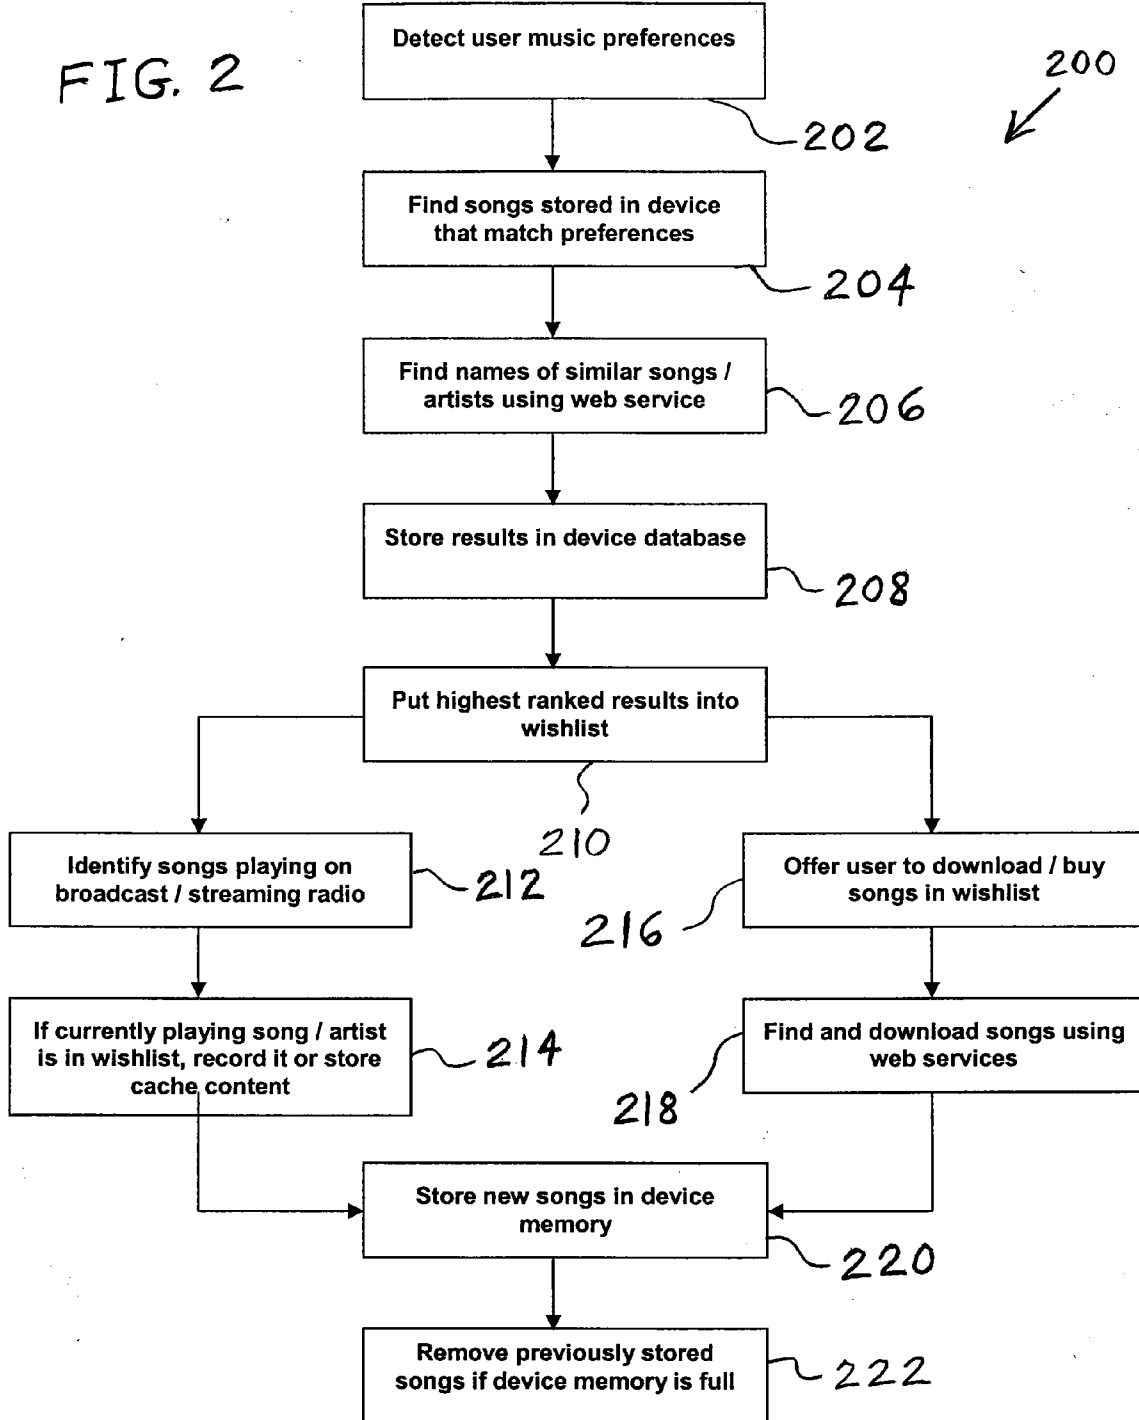 FIG. 2
200
Detect user music preferences
202
Find songs stored in device
that match preferences
204
Find names of similar songs /
artists using web service
206
Store results in device database
208
Put highest ranked results into
wishlist
210
Identify songs playing on
broadcast / streaming radio
212
Offer user to download / buy
songs in wishlist
216
If currently playing song / artist
is in wishlist, record it or store
cache content
214
Find and download songs using
web services
218
Store new songs in device
memory
220
Remove previously stored
songs if device memory is full
222